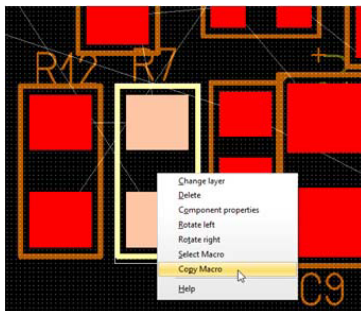 R12
R7
Change layer
Delete
Component properties
Rotate left
Rotate right
Select Macro
Copy Macro
Help
C9